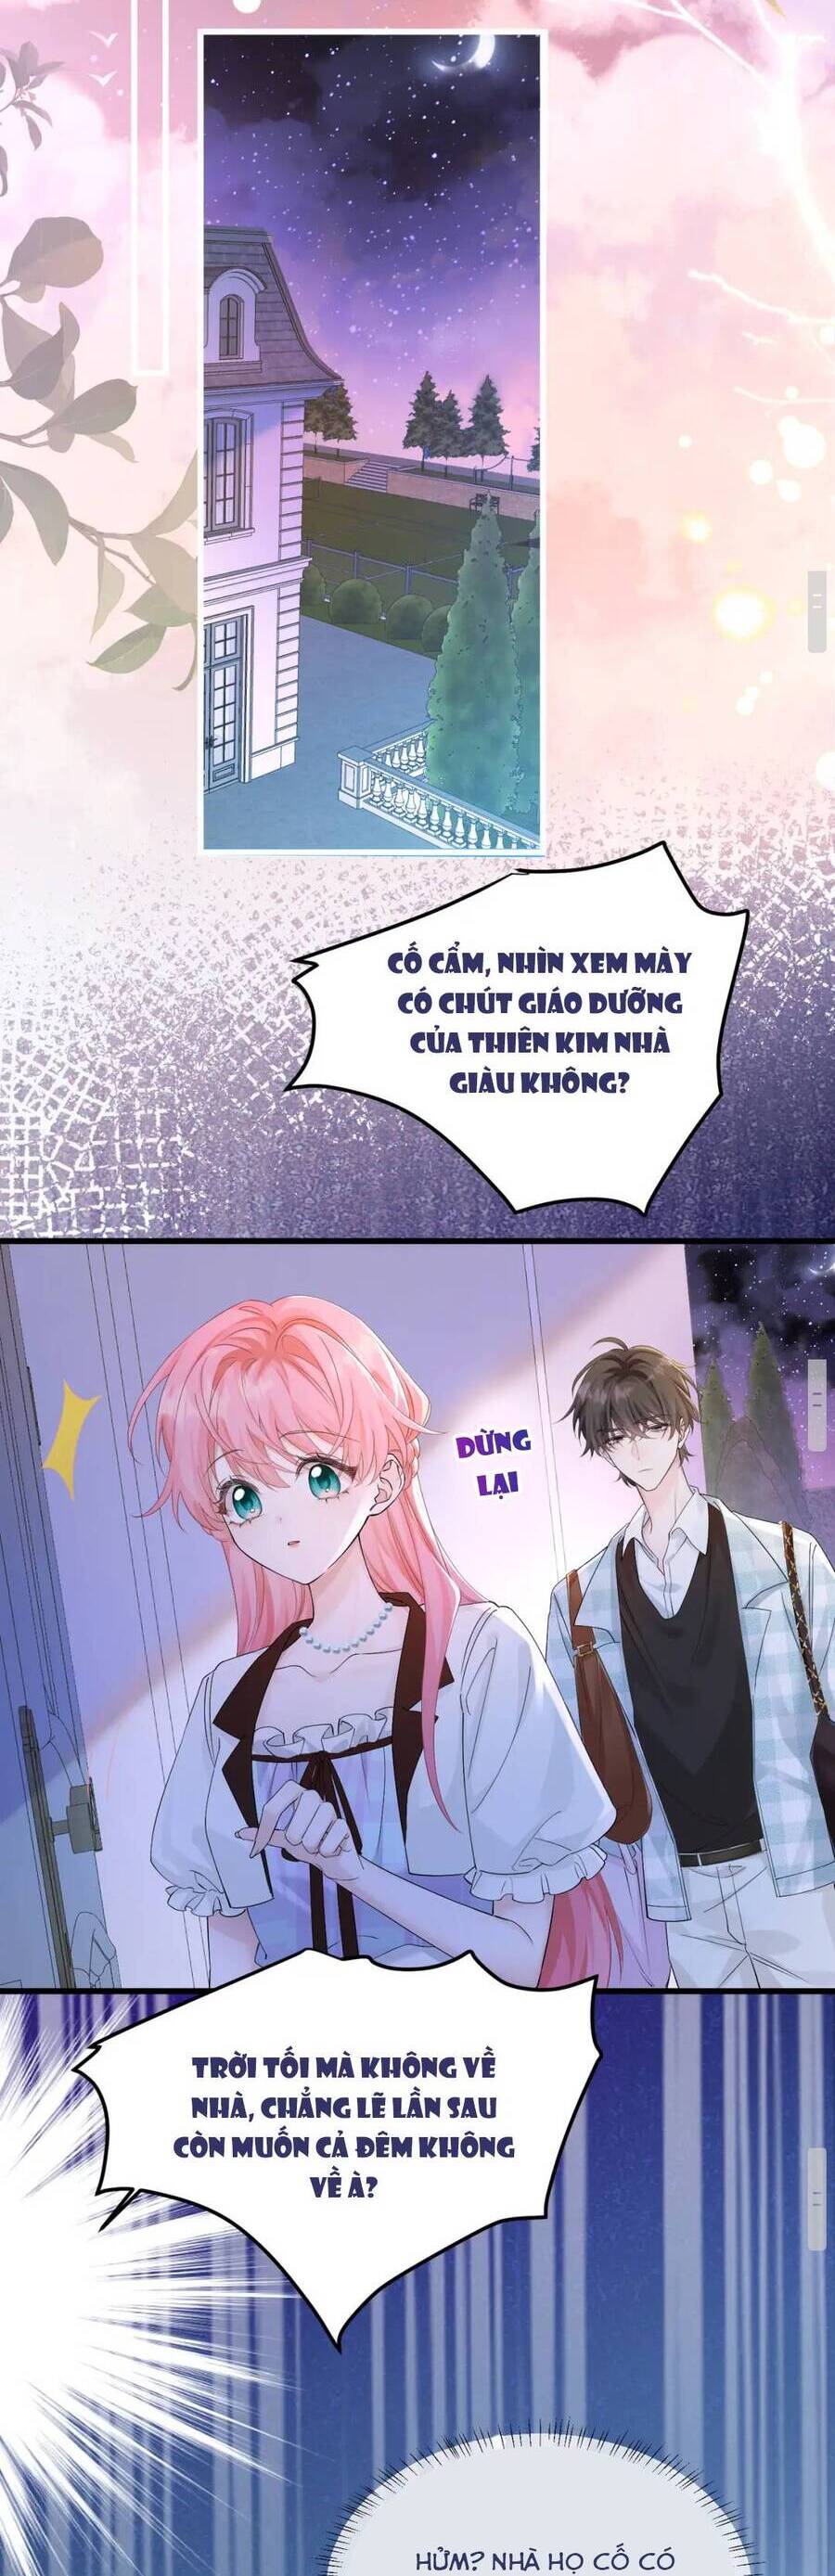 CỐ CẨM, NHÌN XEM MÀY
CÓ CHÚT GIÁO DƯỠNG
CỦA THIÊN KIM NHÀ
GIÀU KHÔNG?
DỪNG
LẠI
TRỜI TỐI MÀ KHÔNG VỀ
NHÀ, CHẲNG LẼ LẦN SAU
CÒN MUỐN CẢ ĐÊM KHÔNG
VỀ À?
HỬM? NHÀ HỌ CỐ CÓ